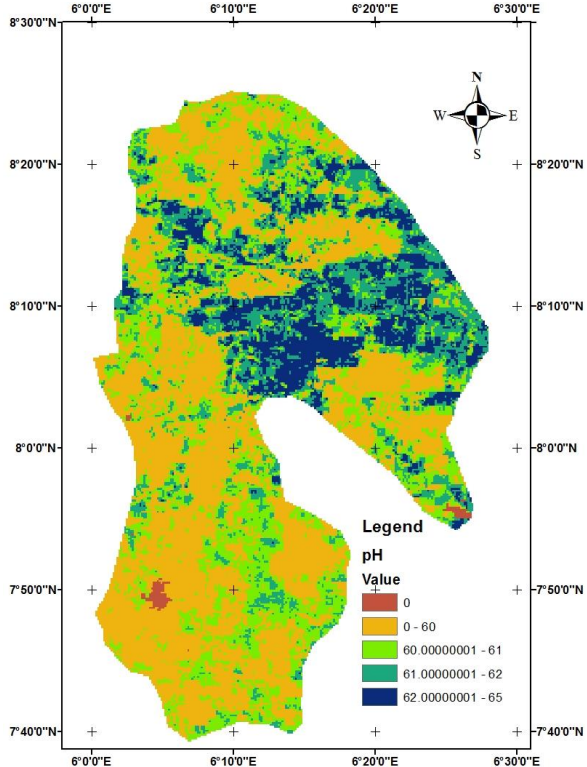 6°0'0"N 6°10'0"N 6°20'0"N 6°30'0"N
8°30'0"N 8°30'0"N
N
W E
S
8°20'0"N 8°20'0"N
8°10'0"N 8°10'0"N
8°0'0"N 8°0'0"N
Legend
pH
Value
7°50'0"N 7°50'0"N
0
0 - 60
60.00000001 - 61
61.00000001 - 62
62.00000001 - 65
7°40'0"N 7°40'0"N
6°0'0"N 6°10'0"N 6°20'0"N 6°30'0"N